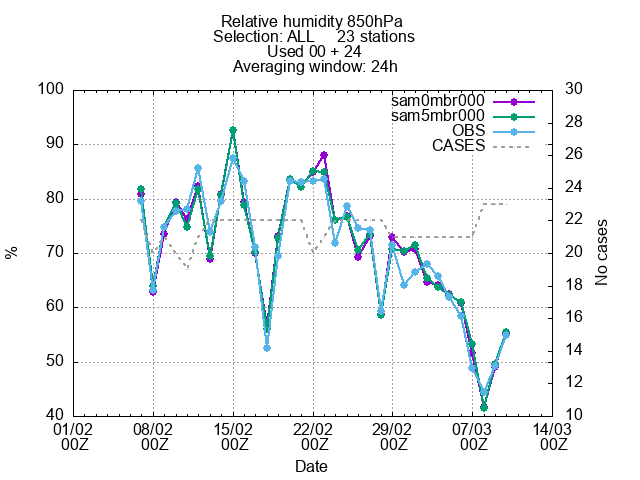 Relative humidity 850hPa
Selection: ALL 23 stations
Used 00 + 24
Averaging window: 24h
sam0mbr000
sam5mbr000
OBS
CASES
100
90
80
70
60
50
40
%
30
28
26
24
22
20
18
16
14
12
10
No cases
01/02 08/02 15/02 22/02 29/02 07/03 14/03
00Z 00Z 00Z 00Z 00Z 00Z 00Z
Date